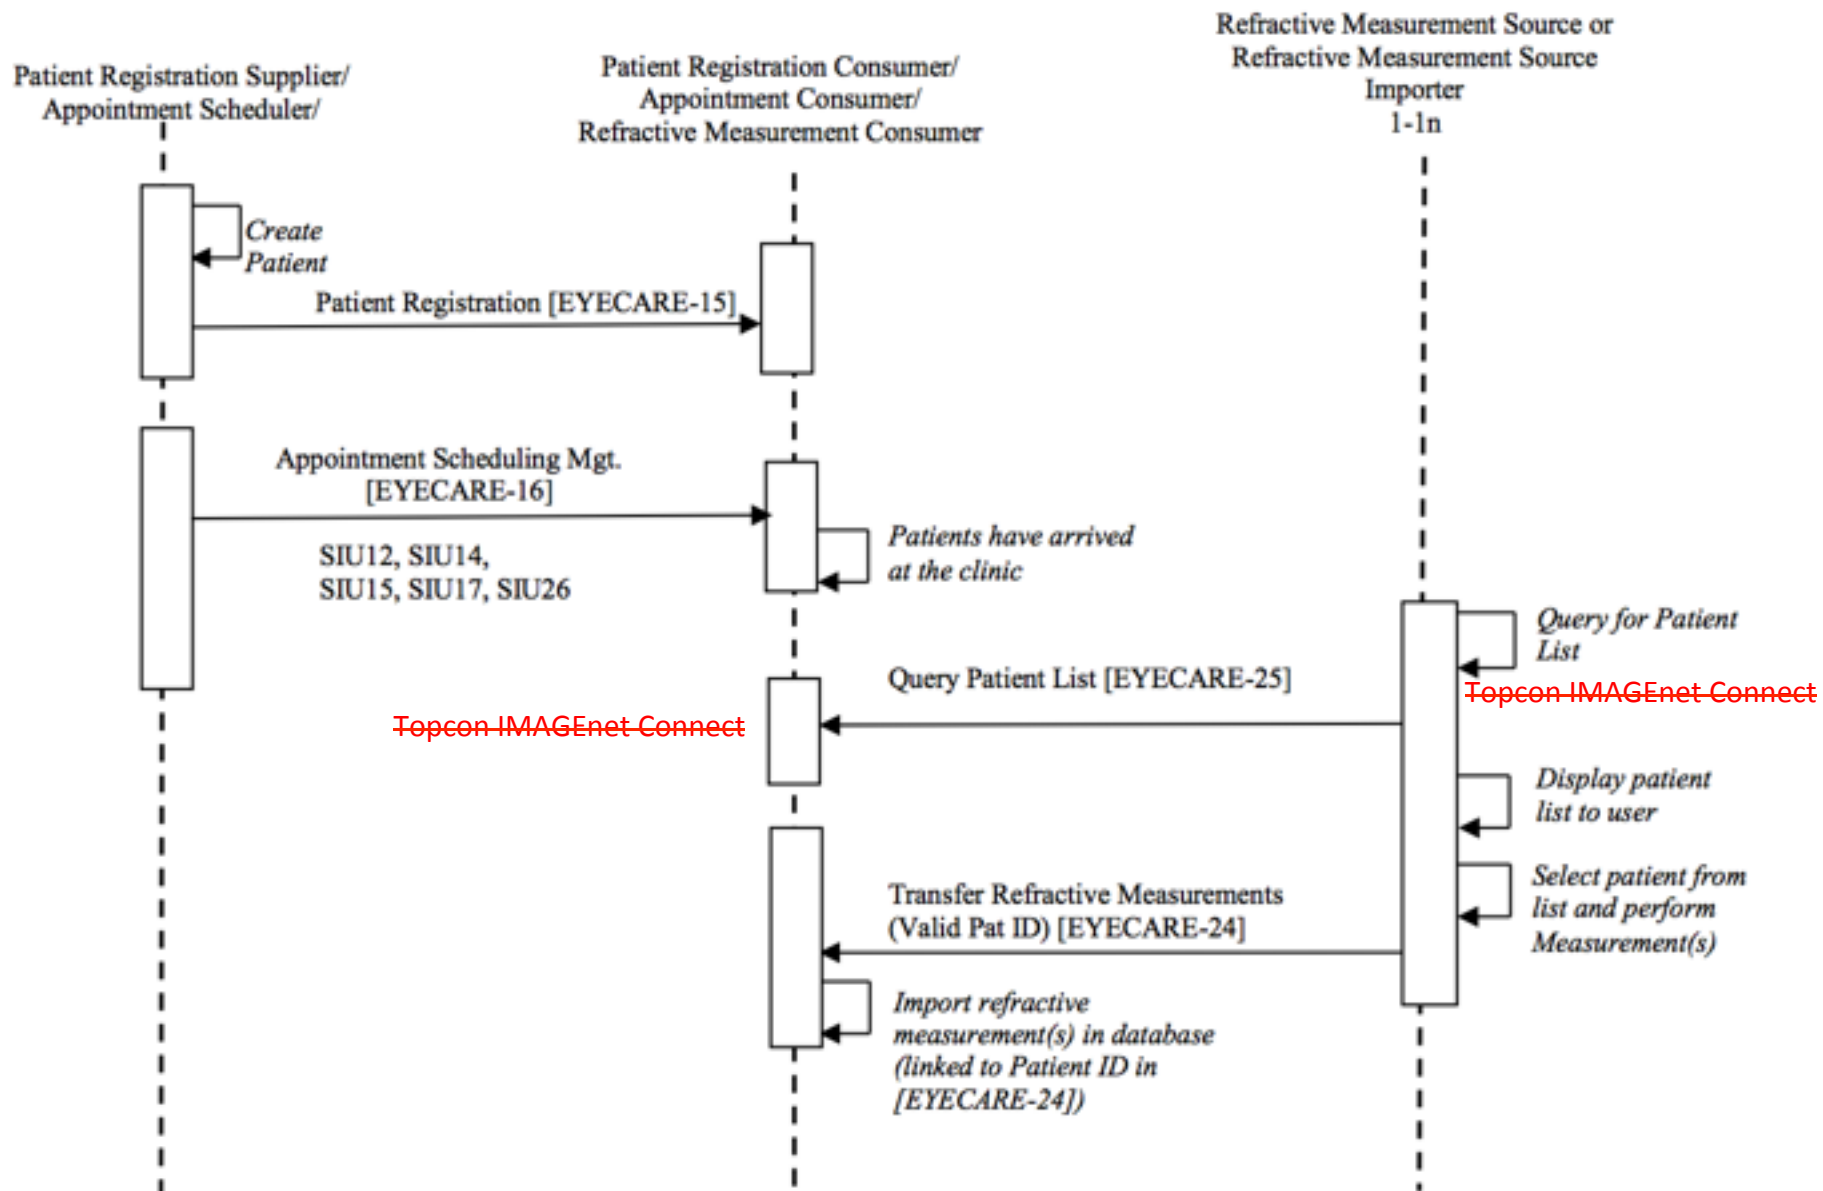 Patient Registration Supplier/
Appointment Scheduler/
Patient Registration Consumer/
Appointment Consumer/
Refractive Measurement Consumer
Refractive Measurement Source or
Refractive Measurement Source
Importer
1-1n
Create
Patient
Patient Registration [EYECARE-15]
Appointment Scheduling Mgt.
[EYECARE-16]
SIU12, SIU14,
SIU15, SIU17, SIU26
Patients have arrived
at the clinic
Query for Patient
List
Query Patient List [EYECARE-25]
Topcon IMAGEnet Connect
Topcon IMAGEnet Connect
Display patient
list to user
Select patient from
list and perform
Measurement(s)
Transfer Refractive Measurements
(Valid Pat ID) [EYECARE-24]
Import refractive
measurement(s) in database
(linked to Patient ID in
[EYECARE-24])